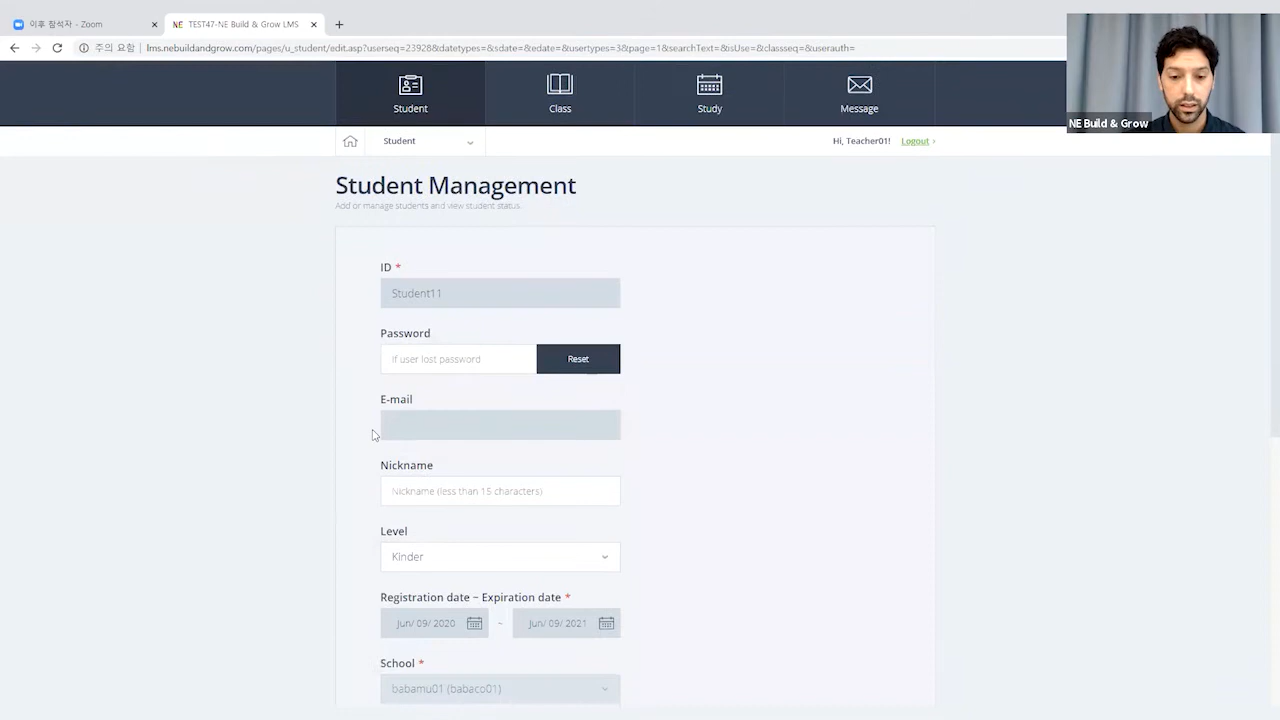 이후 참석자 - Zoom
NE TEST47-NE Build & Grow LMS
주의 요함
lms.nebuildandgrow.com/pages/u_student/edit.asp?userseq=23928&datetypes=&sdate=&edate=&usertypes=3&page=1&searchText=&isUse=&classseq=&userauth=
Student
Class
Study
Message
NE Build & Grow
Student
Hi, Teacher01!
Logout
Student Management
Add or manage students and view student status.
ID *
Student11
Password
If user lost password
Reset
E-mail
Nickname
Nickname (less than 15 characters)
Level
Kinder
Registration date ~ Expiration date *
Jun/ 09/ 2020 ~ Jun/ 09/ 2021
School *
babamu01 (babaco01)